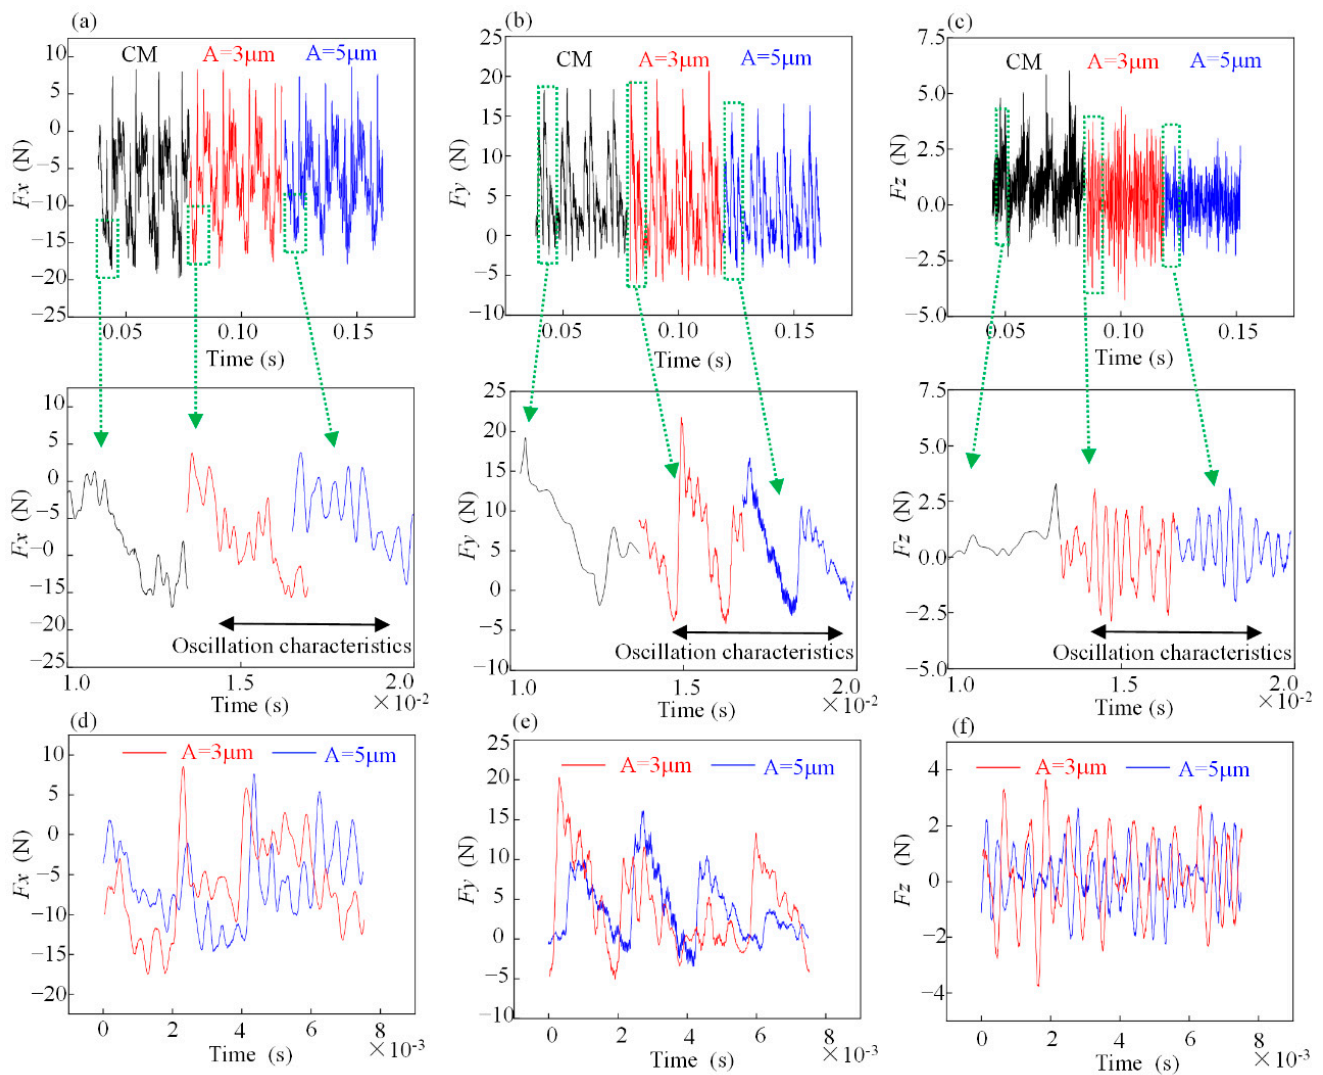 (a)
CM A=3μm A=5μm
10
5
0
−5
−10
−15
−20
−25
Fx (N)
0.05 0.10 0.15
Time (s)
(b)
CM A=3μm A=5μm
25
20
15
10
5
0
−5
−10
Fy (N)
0.05 0.10 0.15
Time (s)
(c)
CM A=3μm A=5μm
7.5
5.0
2.5
0.0
−2.5
−5.0
Fz (N)
0.05 0.10 0.15
Time (s)
10
5
0
−5
−10
−15
−20
−25
Fx (N)
Oscillation characteristics
1.0 1.5 2.0
Time (s) ×10⁻²
25
20
15
10
5
0
−5
−10
Fy (N)
Oscillation characteristics
1.0 1.5 2.0
Time (s) ×10⁻²
7.5
5.0
2.5
0.0
−2.5
−5.0
Fz (N)
Oscillation characteristics
1.0 1.5 2.0
Time (s) ×10⁻²
(d)
A=3μm A=5μm
10
5
0
−5
−10
−15
−20
Fx (N)
0 2 4 6 8
Time (s) ×10⁻³
(e)
A=3μm A=5μm
25
20
15
10
5
0
−5
−10
Fy (N)
0 2 4 6 8
Time (s) ×10⁻³
(f)
A=3μm A=5μm
4
2
0
−2
−4
Fz (N)
0 2 4 6 8
Time (s) ×10⁻³